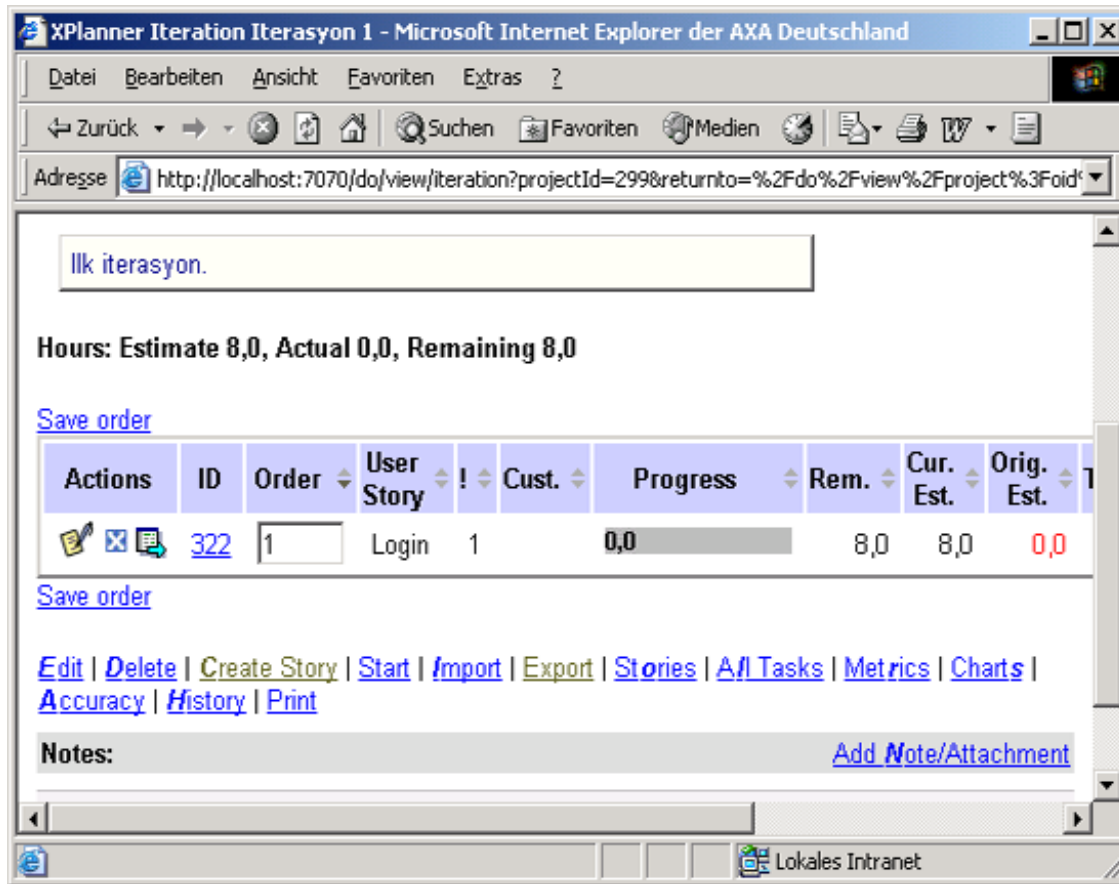 XPlanner Iteration Iterasyon 1 - Microsoft Internet Explorer der AXA Deutschland
Datei Bearbeiten Ansicht Favoriten Extras ?
Zurück Suchen Favoriten Medien
Adresse http://localhost:7070/do/view/iteration?projectId=299&returnto=%2Fdo%2Fview%2Fproject%3Foid%
Ilk iterasyon.
Hours: Estimate 8,0, Actual 0,0, Remaining 8,0
Save order
Actions ID Order User Story ! Cust. Progress Rem. Cur. Est. Orig. Est.
322 1 Login 1 0,0 8,0 8,0 0,0
Save order
Edit | Delete | Create Story | Start | Import | Export | Stories | All Tasks | Metrics | Charts |
Accuracy | History | Print
Notes: Add Note/Attachment
Lokales Intranet